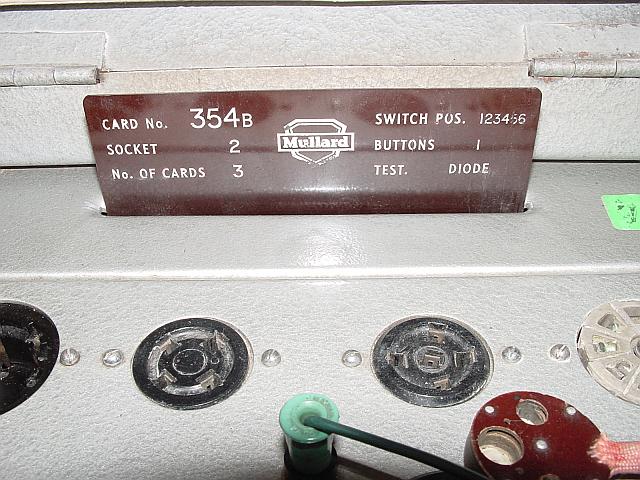 CARD No. 354B
SOCKET 2
No. OF CARDS 3
Mullard
SWITCH POS. 123456
BUTTONS 1
TEST. DIODE